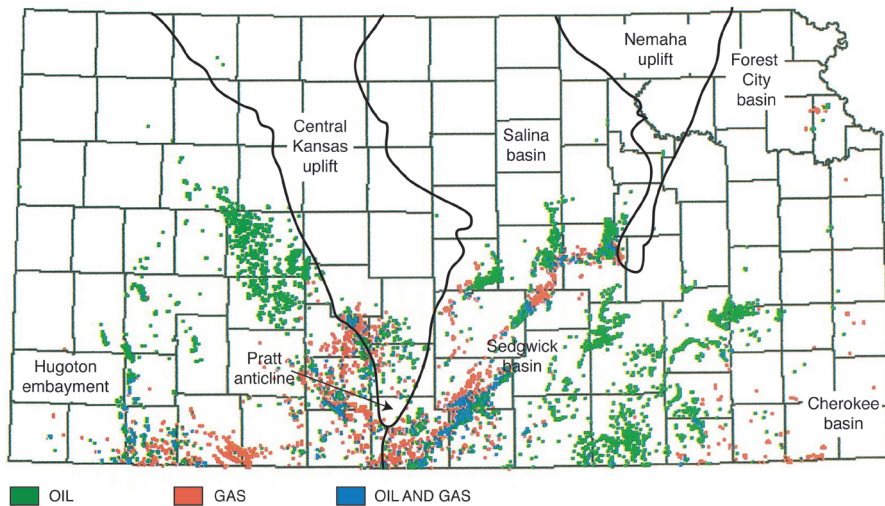 Nemaha
uplift
Forest
City
basin
Central
Kansas
uplift
Salina
basin
Pratt
anticline
Sedgwick
basin
Hugoton
embayment
Cherokee
basin
OIL
GAS
OIL AND GAS